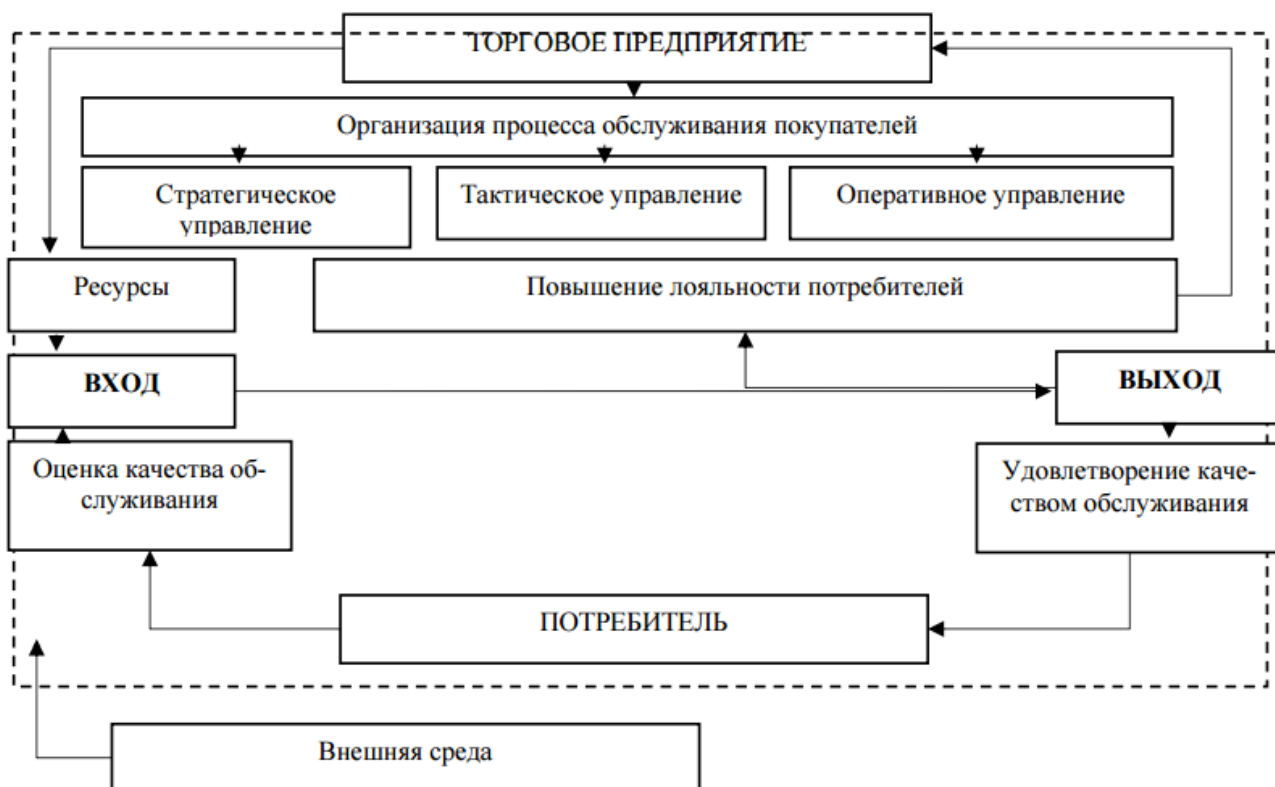 ТОРГОВОЕ ПРЕДПРИЯТИЕ
Организация процесса обслуживания покупателей
Стратегическое
управление
Тактическое управление
Оперативное управление
Ресурсы
Повышение лояльности потребителей
ВХОД
ВЫХОД
Оценка качества об-
служивания
Удовлетворение каче-
ством обслуживания
ПОТРЕБИТЕЛЬ
Внешняя среда